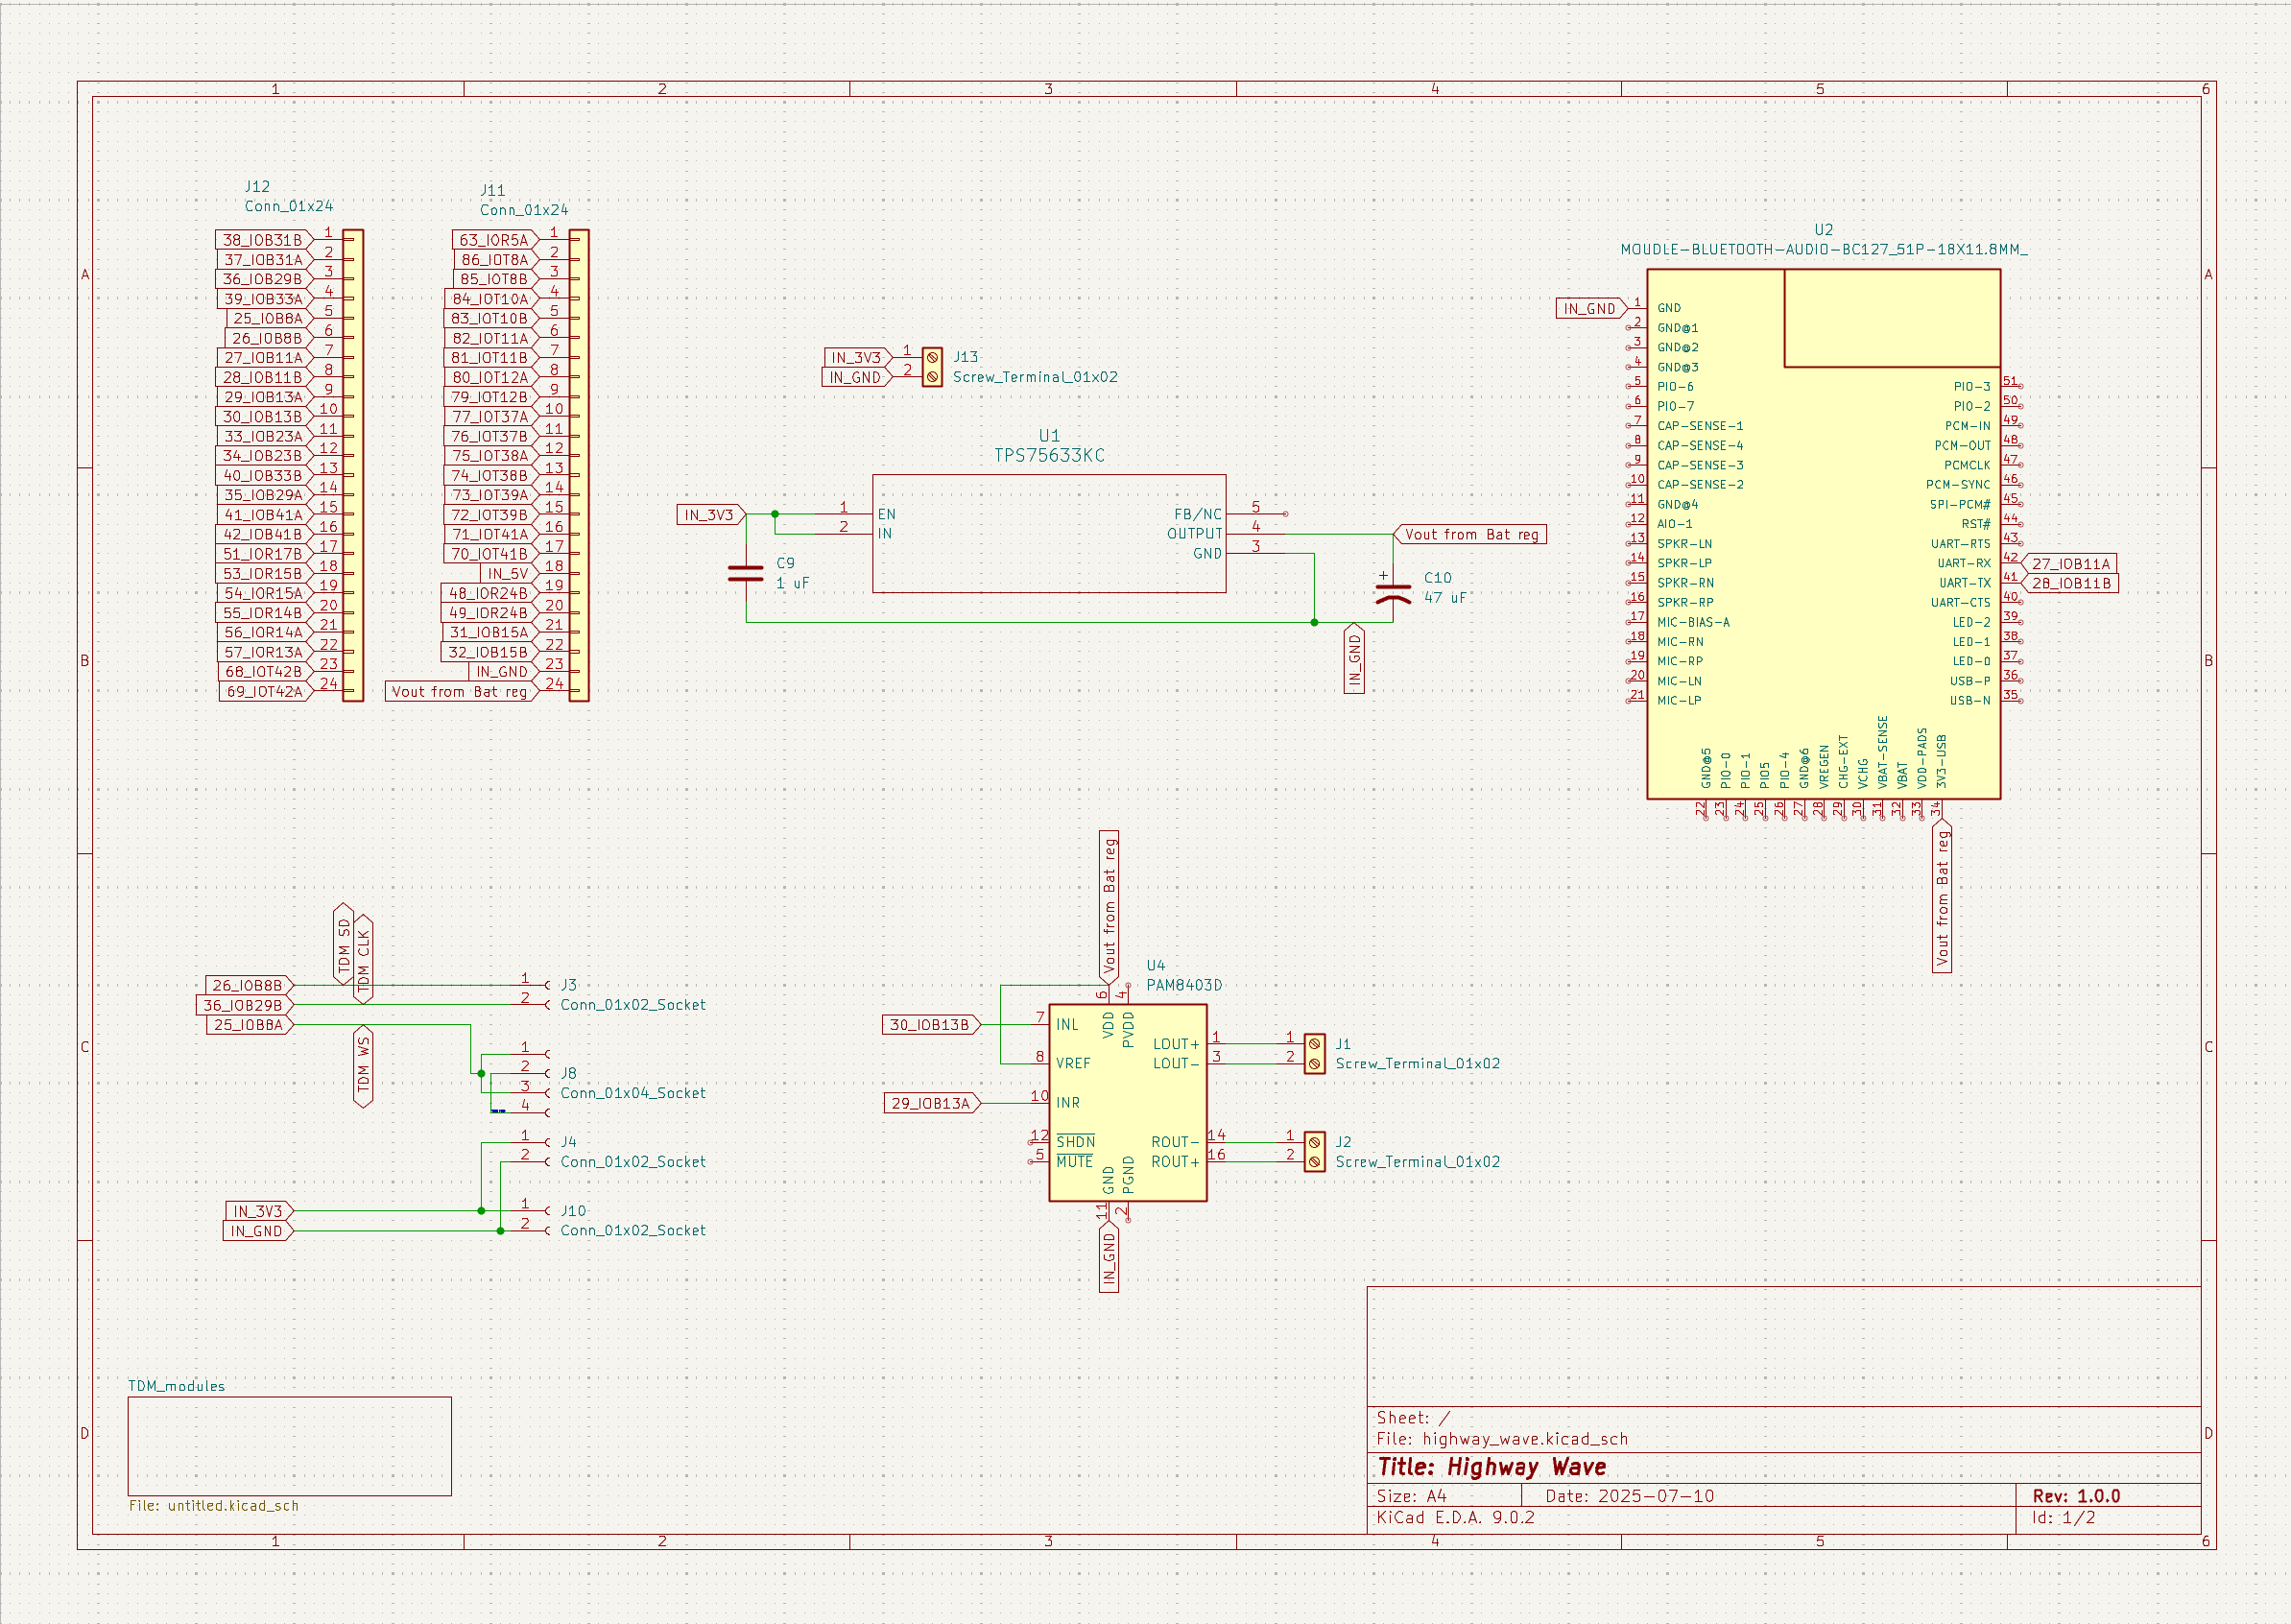 1 2 3 4 5 6
A
B
C
D
J12
Conn_01x24
38_IOB31B 1
37_IOB31A 2
36_IOB29B 3
39_IOB33A 4
25_IOB8A 5
26_IOB8B 6
27_IOB11A 7
28_IOB11B 8
29_IOB13A 9
30_IOB13B 10
33_IOB23A 11
34_IOB23B 12
40_IOB33B 13
35_IOB29A 14
41_IOB41A 15
42_IOB41B 16
51_IOR17B 17
53_IOR15B 18
54_IOR15A 19
55_IOR14B 20
56_IOR14A 21
57_IOR13A 22
68_IOT42B 23
69_IOT42A 24
J11
Conn_01x24
63_IOR5A 1
86_IOT8A 2
85_IOT8B 3
84_IOT10A 4
83_IOT10B 5
82_IOT11A 6
81_IOT11B 7
80_IOT12A 8
79_IOT12B 9
77_IOT37A 10
76_IOT37B 11
75_IOT38A 12
74_IOT38B 13
73_IOT39A 14
72_IOT39B 15
71_IOT41A 16
70_IOT41B 17
IN_5V 18
48_IOR24B 19
49_IOR24B 20
31_IOB15A 21
32_IOB15B 22
IN_GND 23
Vout from Bat reg 24
IN_3V3 1 J13
IN_GND 2 Screw_Terminal_01x02
U1
TPS75633KC
IN_3V3
1 EN
2 IN
FB/NC 5
OUTPUT 4
GND 3
Vout from Bat reg
C9
1 uF
+
C10
47 uF
IN_GND
U2
MOUDLE-BLUETOOTH-AUDIO-BC127_51P-18X11.8MM_
IN_GND 1 GND
2 GND@1
3 GND@2
4 GND@3
5 PIO-6
6 PIO-7
7 CAP-SENSE-1
8 CAP-SENSE-4
9 CAP-SENSE-3
10 CAP-SENSE-2
11 GND@4
12 AIO-1
13 SPKR-LN
14 SPKR-LP
15 SPKR-RN
16 SPKR-RP
17 MIC-BIAS-A
18 MIC-RN
19 MIC-RP
20 MIC-LN
21 MIC-LP
PIO-3 51
PIO-2 50
PCM-IN 49
PCM-OUT 48
PCMCLK 47
PCM-SYNC 46
SPI-PCM# 45
RST# 44
UART-RTS 43
UART-RX 42 27_IOB11A
UART-TX 41 28_IOB11B
UART-CTS 40
LED-2 39
LED-1 38
LED-0 37
USB-P 36
USB-N 35
GND@5 22
PIO-0 23
PIO-1 24
PIO5 25
PIO-4 26
GND@6 27
VREGEN 28
CHG-EXT 29
VCHG 30
VBAT-SENSE 31
VBAT 32
VDD-PADS 33
3V3-USB 34
Vout from Bat reg
TDM SD
TDM CLK
26_IOB8B 1 J3
36_IOB29B 2 Conn_01x02_Socket
25_IOB8A
TDM WS
1
2 J8
3 Conn_01x04_Socket
4
1 J4
2 Conn_01x02_Socket
IN_3V3 1 J10
IN_GND 2 Conn_01x02_Socket
Vout from Bat reg
U4
PAM8403D
6 VDD
4 PVDD
30_IOB13B 7 INL
8 VREF
29_IOB13A 10 INR
12 SHDN
5 MUTE
LOUT+ 1
LOUT- 3
ROUT- 14
ROUT+ 16
GND 11
PGND 2
IN_GND
1 J1
2 Screw_Terminal_01x02
1 J2
2 Screw_Terminal_01x02
TDM_modules
File: untitled.kicad_sch
Sheet: /
File: highway_wave.kicad_sch
Title: Highway Wave
Size: A4 Date: 2025-07-10 Rev: 1.0.0
KiCad E.D.A. 9.0.2 Id: 1/2
1 2 3 4 5 6
A
B
C
D